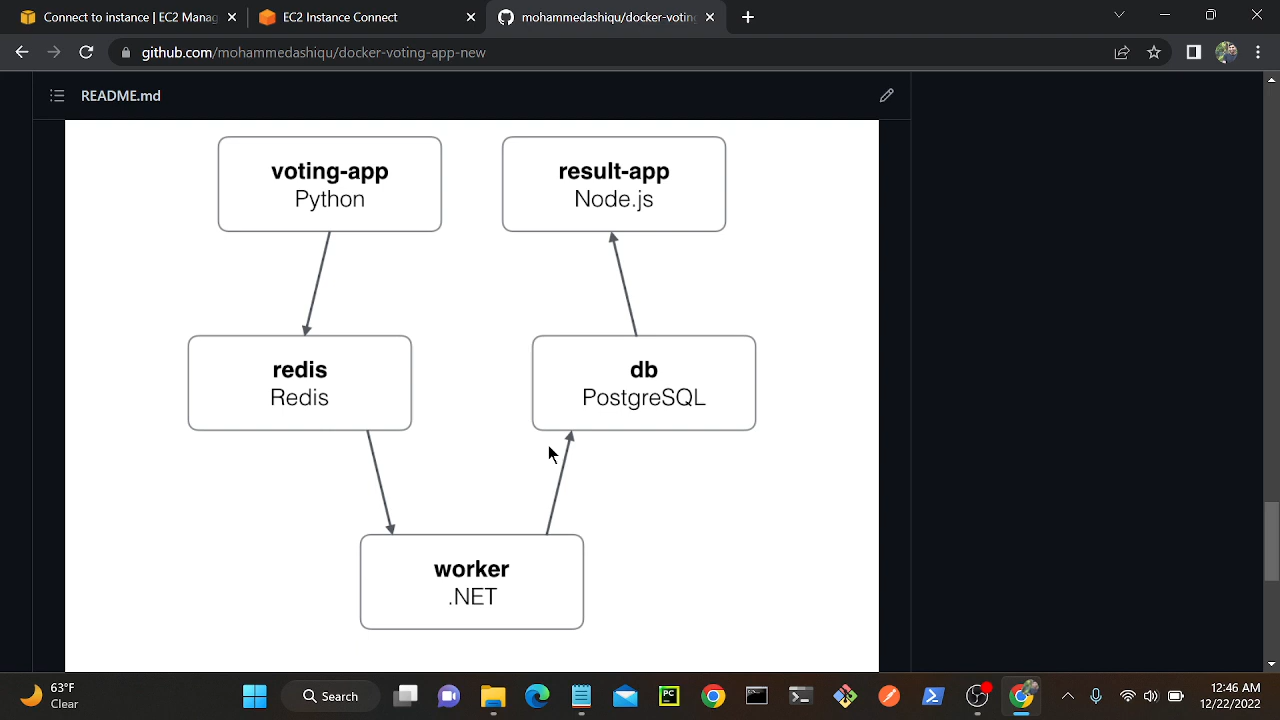 Connect to instance | EC2 Manag
EC2 Instance Connect
mohammedashiqu/docker-voting
github.com/mohammedashiqu/docker-voting-app-new
README.md
voting-app
Python
result-app
Node.js
redis
Redis
db
PostgreSQL
worker
.NET
63°F
Clear
Search
PC
12:46 AM
12/22/2022